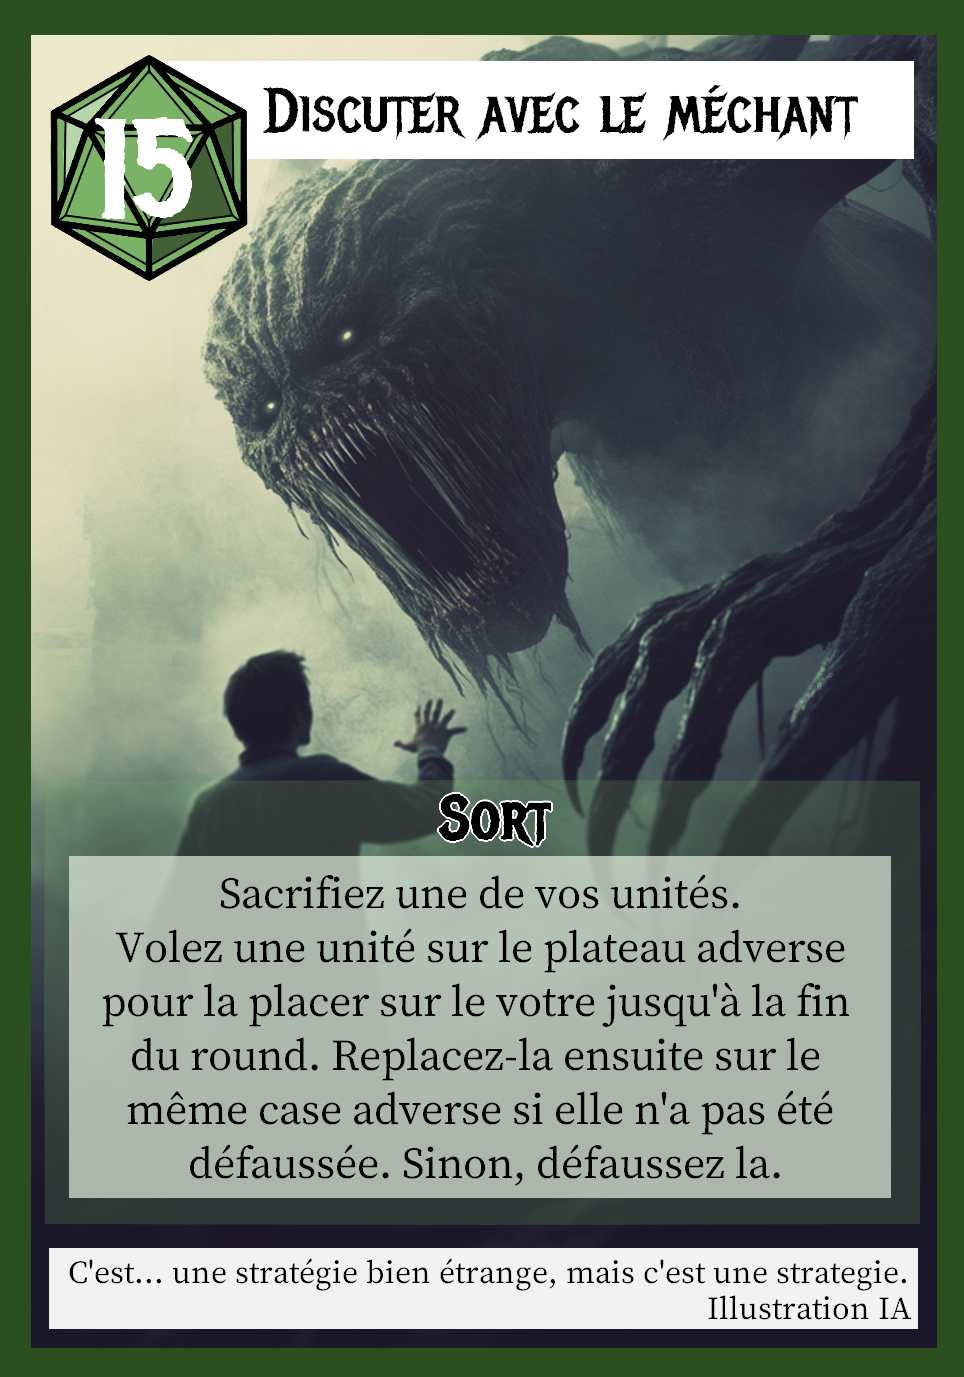 15
Discuter avec le méchant
Sort
Sacrifiez une de vos unités.
Volez une unité sur le plateau adverse
pour la placer sur le votre jusqu'à la fin
du round. Replacez-la ensuite sur le
même case adverse si elle n'a pas été
défaussée. Sinon, défaussez la.
C'est... une stratégie bien étrange, mais c'est une strategie.
Illustration IA